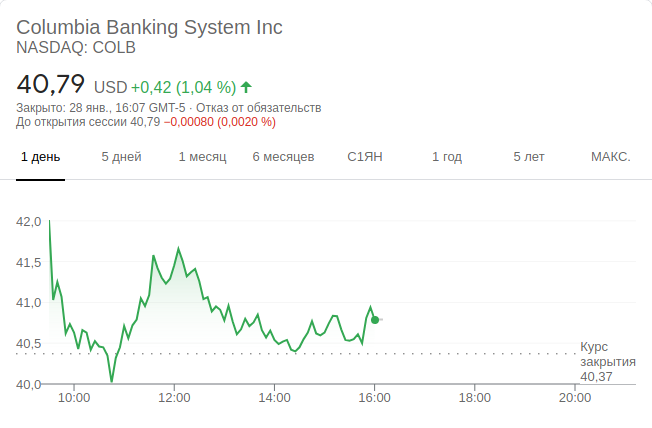 Columbia Banking System Inc
NASDAQ: COLB
40,79 USD +0,42 (1,04 %)
Закрыто: 28 янв., 16:07 GMT-5 · Отказ от обязательств
До открытия сессии 40,79 −0,00080 (0,0020 %)
1 день 5 дней 1 месяц 6 месяцев С1ЯН 1 год 5 лет МАКС.
42,0
41,5
41,0
40,5
Курс
закрытия
40,37
40,0
10:00 12:00 14:00 16:00 18:00 20:00